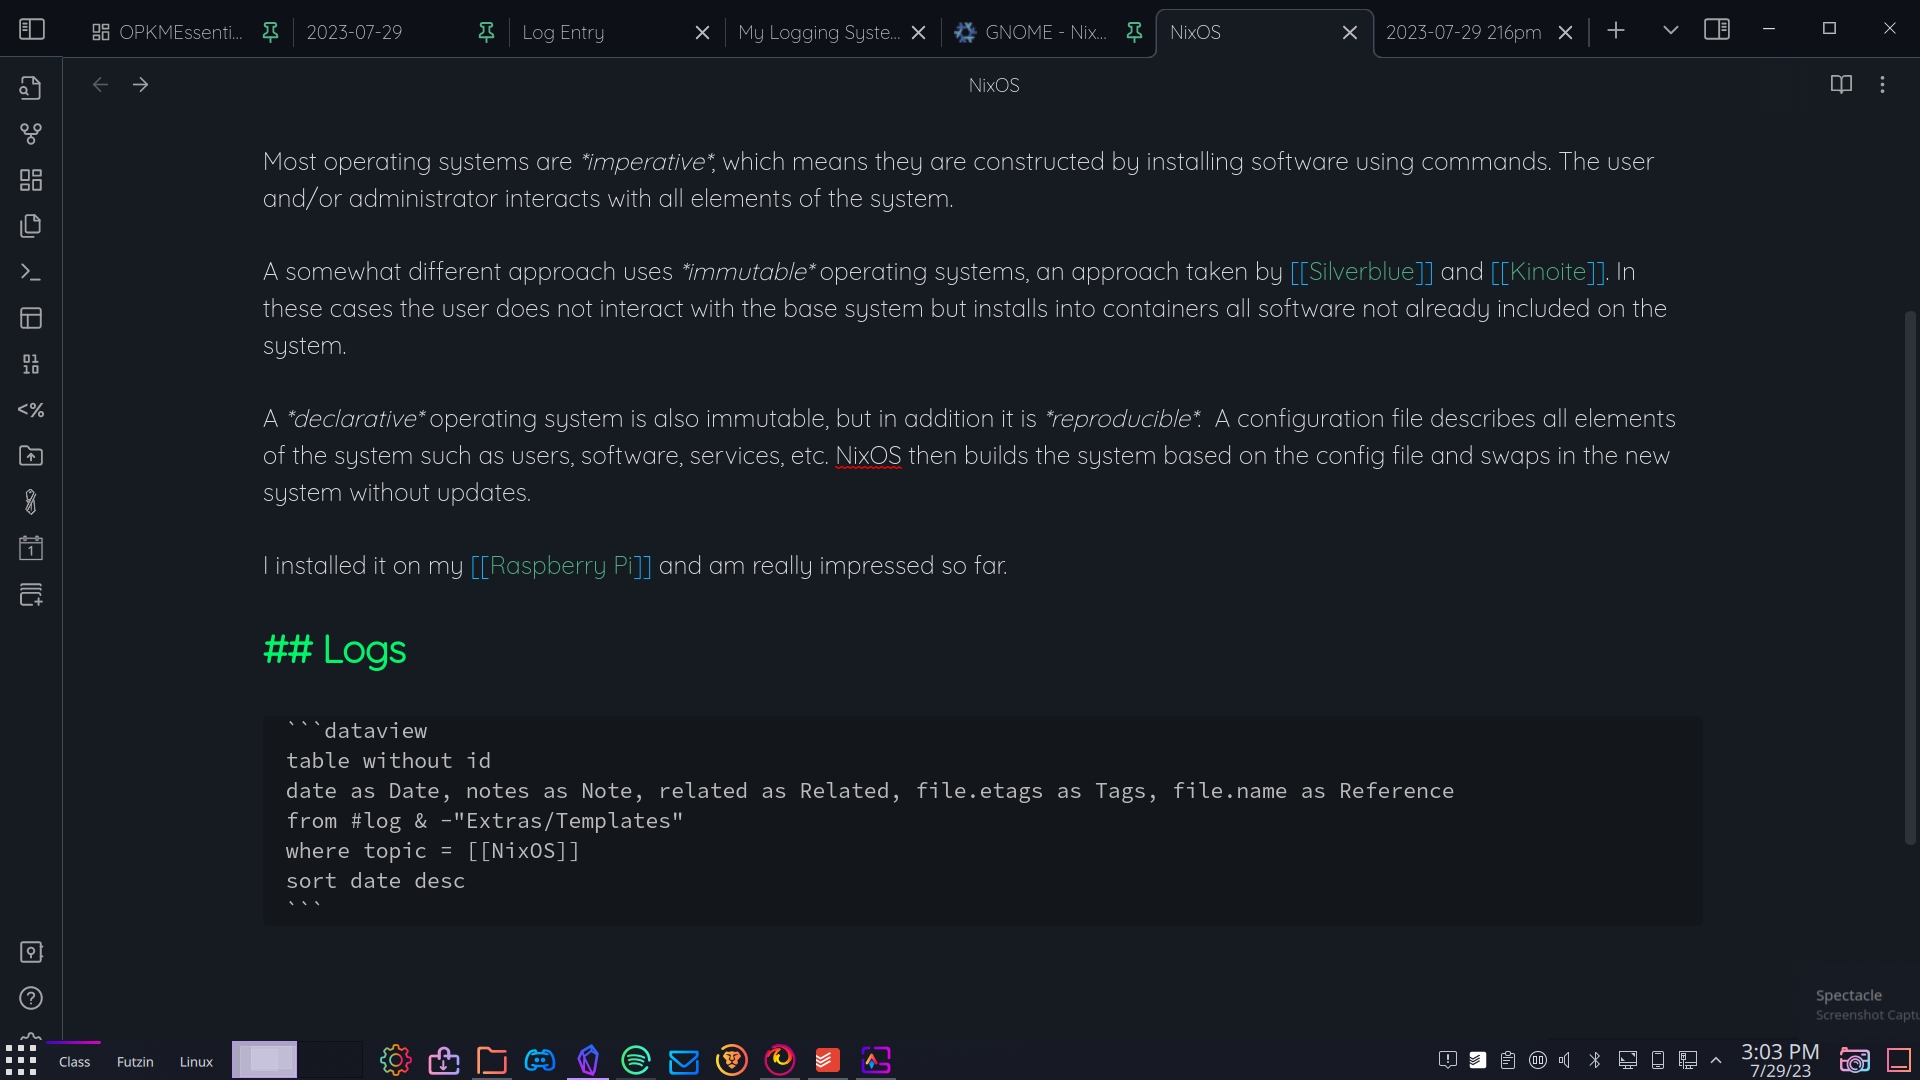 OPKMEssenti...
2023-07-29
Log Entry
My Logging Syste...
GNOME - Nix...
NixOS
2023-07-29 216pm
NixOS
Most operating systems are *imperative*, which means they are constructed by installing software using commands. The user
and/or administrator interacts with all elements of the system.
A somewhat different approach uses *immutable* operating systems, an approach taken by [[Silverblue]] and [[Kinoite]]. In
these cases the user does not interact with the base system but installs into containers all software not already included on the
system.
A *declarative* operating system is also immutable, but in addition it is *reproducible*.  A configuration file describes all elements
of the system such as users, software, services, etc. NixOS then builds the system based on the config file and swaps in the new
system without updates.
I installed it on my [[Raspberry Pi]] and am really impressed so far.
## Logs
```dataview
table without id
date as Date, notes as Note, related as Related, file.etags as Tags, file.name as Reference
from #log & -"Extras/Templates"
where topic = [[NixOS]]
sort date desc
```
Spectacle
Screenshot Captu
Class
Futzin
Linux
3:03 PM
7/29/23